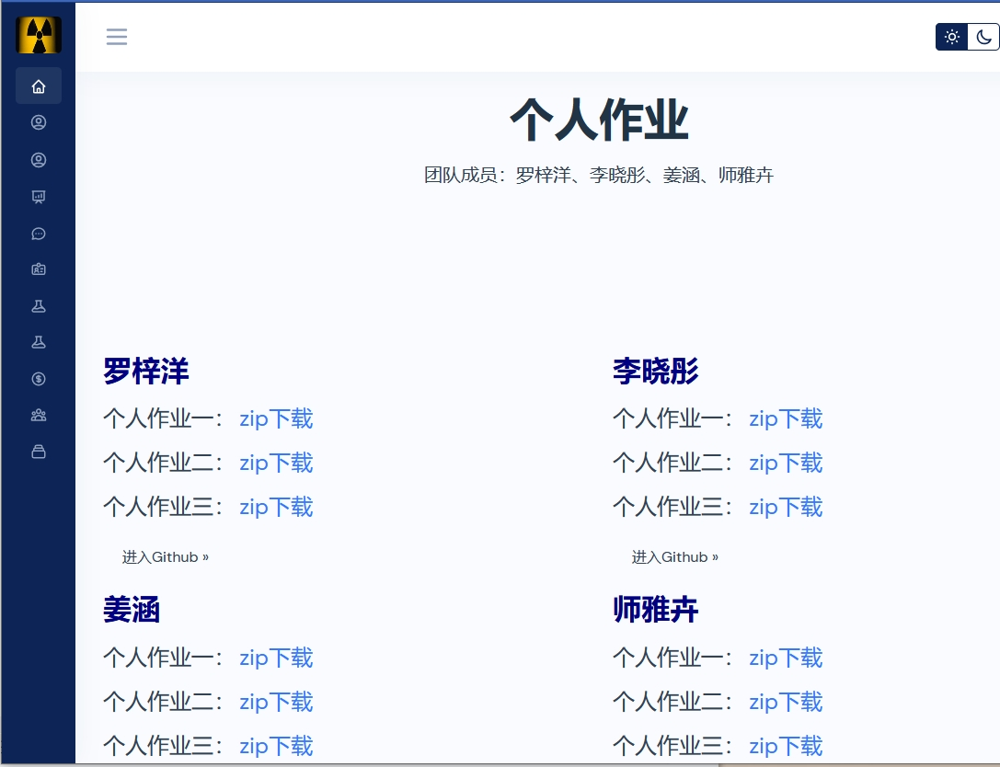 个人作业
团队成员：罗梓洋、李晓彤、姜涵、师雅卉
罗梓洋
个人作业一： zip下载
个人作业二： zip下载
个人作业三： zip下载
进入Github »
李晓彤
个人作业一： zip下载
个人作业二： zip下载
个人作业三： zip下载
进入Github »
姜涵
个人作业一： zip下载
个人作业二： zip下载
个人作业三： zip下载
师雅卉
个人作业一： zip下载
个人作业二： zip下载
个人作业三： zip下载